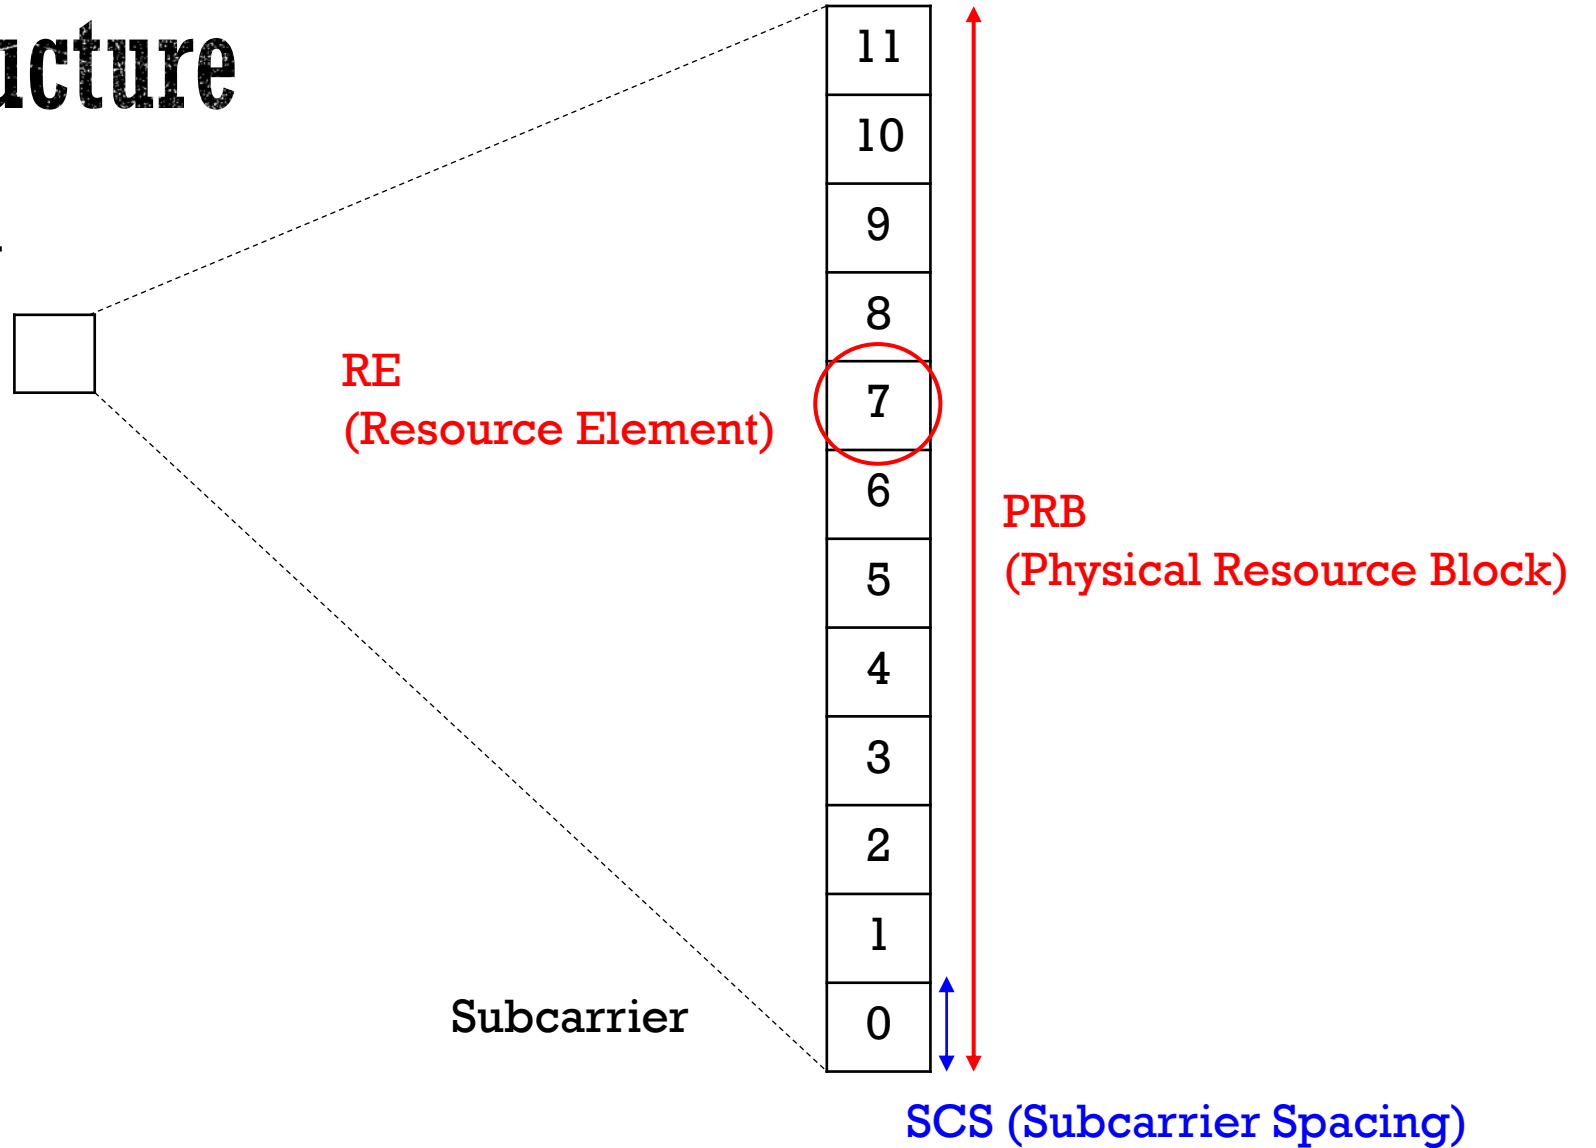 ucture
11
10
9
8
RE
(Resource Element)
7
6
PRB
(Physical Resource Block)
5
4
3
2
1
Subcarrier
0
SCS (Subcarrier Spacing)